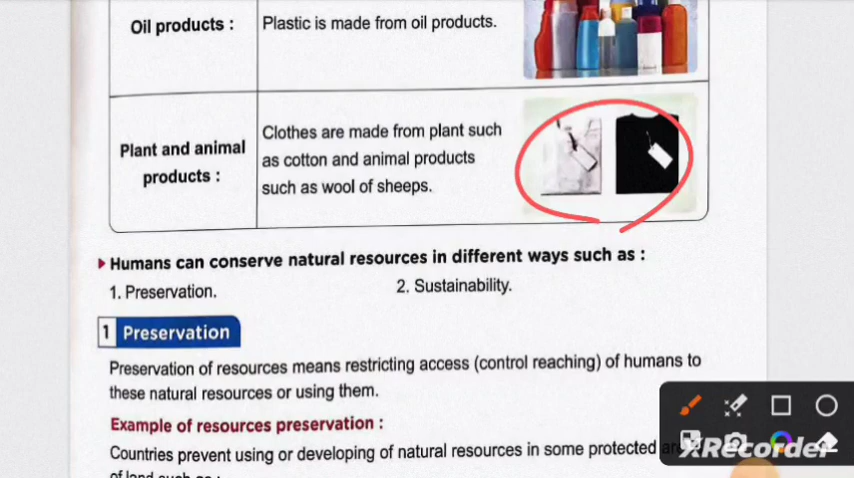 Oil products :
Plastic is made from oil products.
Plant and animal
products :
Clothes are made from plant such
as cotton and animal products
such as wool of sheeps.
Humans can conserve natural resources in different ways such as :
1. Preservation.
2. Sustainability.
1 Preservation
Preservation of resources means restricting access (control reaching) of humans to
these natural resources or using them.
Example of resources preservation :
Countries prevent using or developing of natural resources in some protected
of land such as :
XRecorder